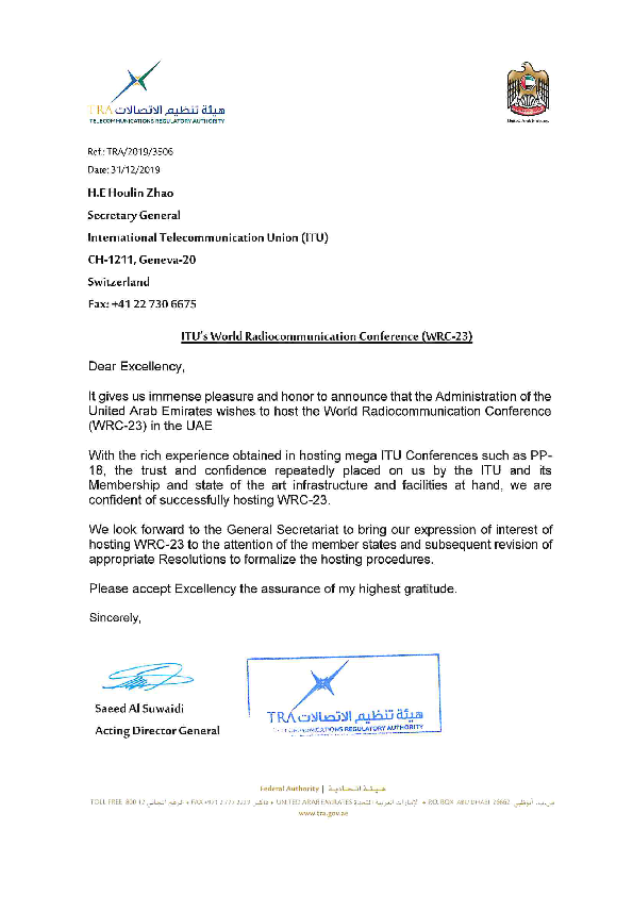 TRA هيئة تنظيم الاتصالات
TELECOMMUNICATIONS REGULATORY AUTHORITY
United Arab Emirates
Ref.: TRA/2019/3506
Date: 31/12/2019
H.E Houlin Zhao
Secretary General
International Telecommunication Union (ITU)
CH-1211, Geneva-20
Switzerland
Fax: +41 22 730 6675
ITU's World Radiocommunication Conference (WRC-23)
Dear Excellency,
It gives us immense pleasure and honor to announce that the Administration of the
United Arab Emirates wishes to host the World Radiocommunication Conference
(WRC-23) in the UAE
With the rich experience obtained in hosting mega ITU Conferences such as PP-
18, the trust and confidence repeatedly placed on us by the ITU and its
Membership and state of the art infrastructure and facilities at hand, we are
confident of successfully hosting WRC-23.
We look forward to the General Secretariat to bring our expression of interest of
hosting WRC-23 to the attention of the member states and subsequent revision of
appropriate Resolutions to formalize the hosting procedures.
Please accept Excellency the assurance of my highest gratitude.
Sincerely,
Saeed Al Suwaidi
Acting Director General
TRA هيئة تنظيم الاتصالات
TELECOMMUNICATIONS REGULATORY AUTHORITY
Federal Authority | هيئة اتحادية
TOLL FREE الرقم المجاني • FAX فاكس • UNITED ARAB EMIRATES الإمارات العربية المتحدة • P.O. BOX ABU DHABI 26662 ص.ب. أبوظبي
www.tra.gov.ae